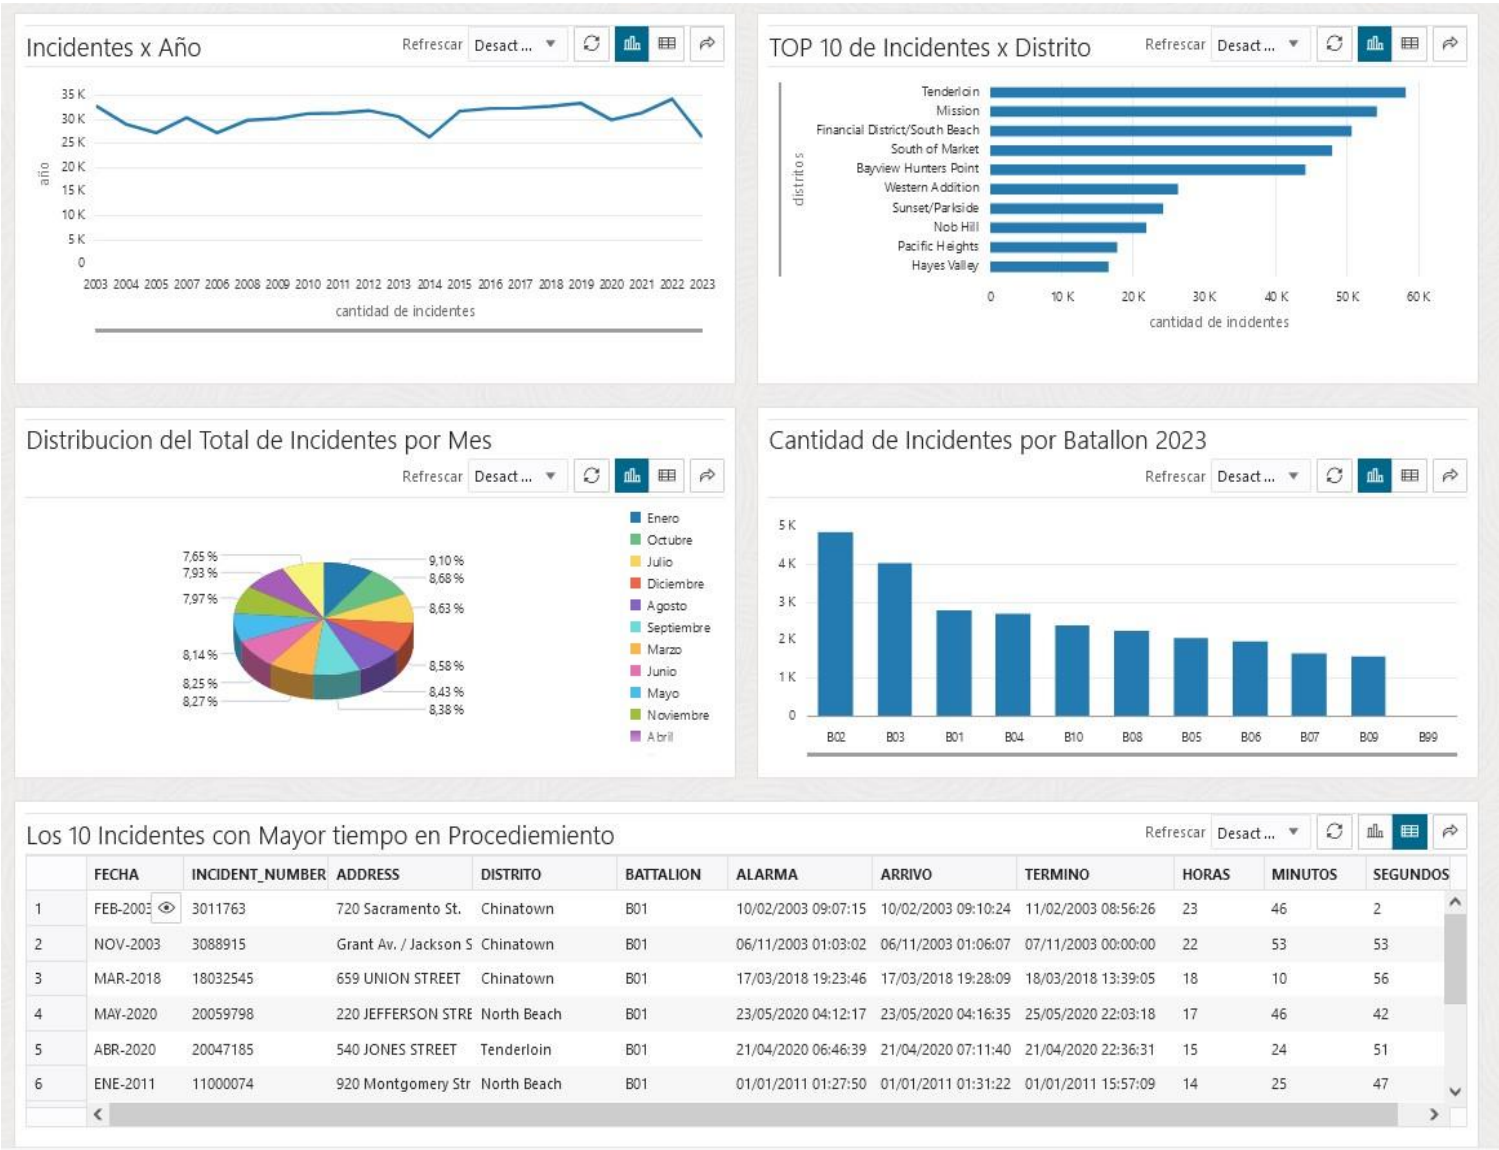 Incidentes x Año
Refrescar Desact ...
35 K
30 K
25 K
20 K
15 K
10 K
5 K
0
año
2003 2004 2005 2007 2006 2008 2009 2010 2011 2012 2013 2014 2015 2016 2017 2018 2019 2020 2021 2022 2023
cantidad de incidentes
TOP 10 de Incidentes x Distrito
Refrescar Desact ...
distritos
Tenderloin
Mission
Financial District/South Beach
South of Market
Bayview Hunters Point
Western Addition
Sunset/Parkside
Nob Hill
Pacific Heights
Hayes Valley
0 10 K 20 K 30 K 40 K 50 K 60 K
cantidad de incidentes
Distribucion del Total de Incidentes por Mes
Refrescar Desact ...
7,65 %
7,93 %
7,97 %
8,14 %
8,25 %
8,27 %
9,10 %
8,68 %
8,63 %
8,58 %
8,43 %
8,38 %
Enero
Octubre
Julio
Diciembre
Agosto
Septiembre
Marzo
Junio
Mayo
Noviembre
Abril
Cantidad de Incidentes por Batallon 2023
Refrescar Desact ...
5 K
4 K
3 K
2 K
1 K
0
B02 B03 B01 B04 B10 B08 B05 B06 B07 B09 B99
Los 10 Incidentes con Mayor tiempo en Procediemiento
Refrescar Desact ...
FECHA INCIDENT_NUMBER ADDRESS DISTRITO BATTALION ALARMA ARRIVO TERMINO HORAS MINUTOS SEGUNDOS
1 FEB-2003 3011763 720 Sacramento St. Chinatown B01 10/02/2003 09:07:15 10/02/2003 09:10:24 11/02/2003 08:56:26 23 46 2
2 NOV-2003 3088915 Grant Av. / Jackson S Chinatown B01 06/11/2003 01:03:02 06/11/2003 01:06:07 07/11/2003 00:00:00 22 53 53
3 MAR-2018 18032545 659 UNION STREET Chinatown B01 17/03/2018 19:23:46 17/03/2018 19:28:09 18/03/2018 13:39:05 18 10 56
4 MAY-2020 20059798 220 JEFFERSON STRE North Beach B01 23/05/2020 04:12:17 23/05/2020 04:16:35 25/05/2020 22:03:18 17 46 42
5 ABR-2020 20047185 540 JONES STREET Tenderloin B01 21/04/2020 06:46:39 21/04/2020 07:11:40 21/04/2020 22:36:31 15 24 51
6 ENE-2011 11000074 920 Montgomery Str North Beach B01 01/01/2011 01:27:50 01/01/2011 01:31:22 01/01/2011 15:57:09 14 25 47